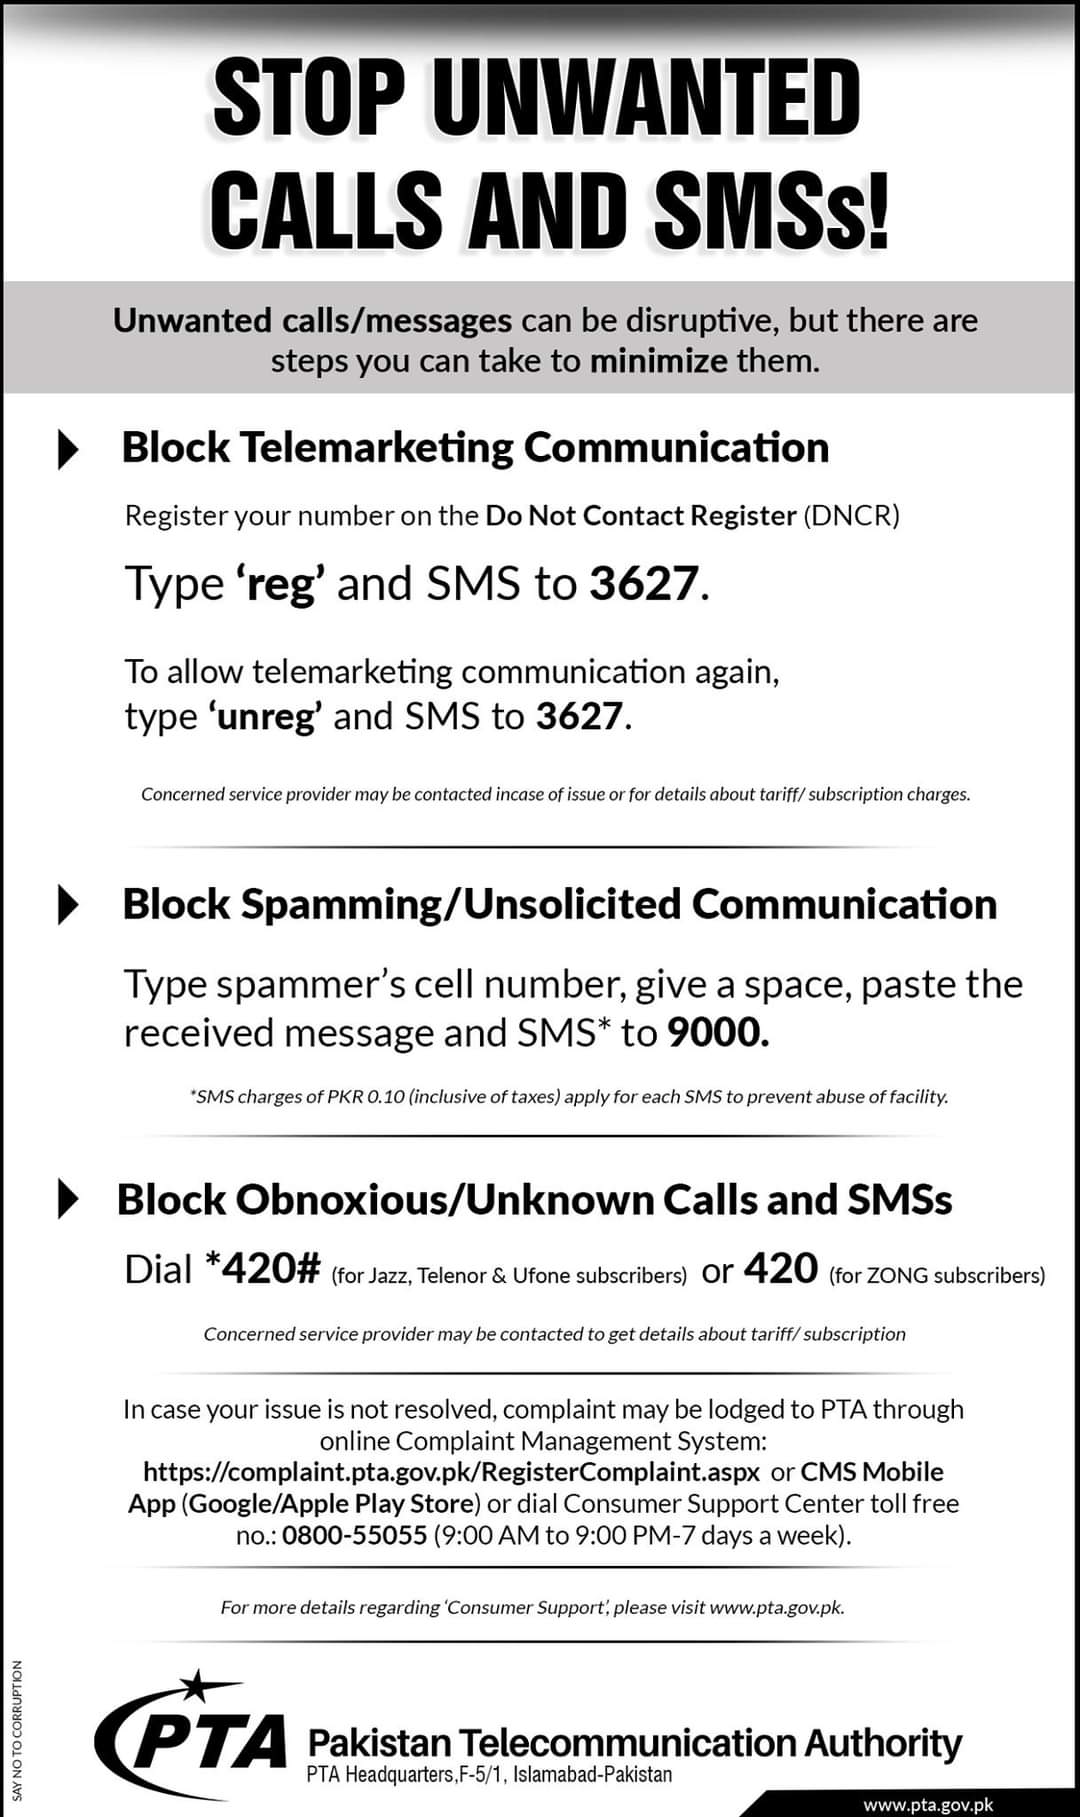 STOP UNWANTED
CALLS AND SMSs!
Unwanted calls/messages can be disruptive, but there are
steps you can take to minimize them.
Block Telemarketing Communication
Register your number on the Do Not Contact Register (DNCR)
Type ‘reg’ and SMS to 3627.
To allow telemarketing communication again,
type ‘unreg’ and SMS to 3627.
Concerned service provider may be contacted incase of issue or for details about tariff/ subscription charges.
Block Spamming/Unsolicited Communication
Type spammer’s cell number, give a space, paste the
received message and SMS* to 9000.
*SMS charges of PKR 0.10 (inclusive of taxes) apply for each SMS to prevent abuse of facility.
Block Obnoxious/Unknown Calls and SMSs
Dial *420# (for Jazz, Telenor & Ufone subscribers) or 420 (for ZONG subscribers)
Concerned service provider may be contacted to get details about tariff/ subscription
In case your issue is not resolved, complaint may be lodged to PTA through
online Complaint Management System:
https://complaint.pta.gov.pk/RegisterComplaint.aspx or CMS Mobile
App (Google/Apple Play Store) or dial Consumer Support Center toll free
no.: 0800-55055 (9:00 AM to 9:00 PM-7 days a week).
For more details regarding ‘Consumer Support’, please visit www.pta.gov.pk.
SAY NO TO CORRUPTION
PTA
Pakistan Telecommunication Authority
PTA Headquarters,F-5/1, Islamabad-Pakistan
www.pta.gov.pk